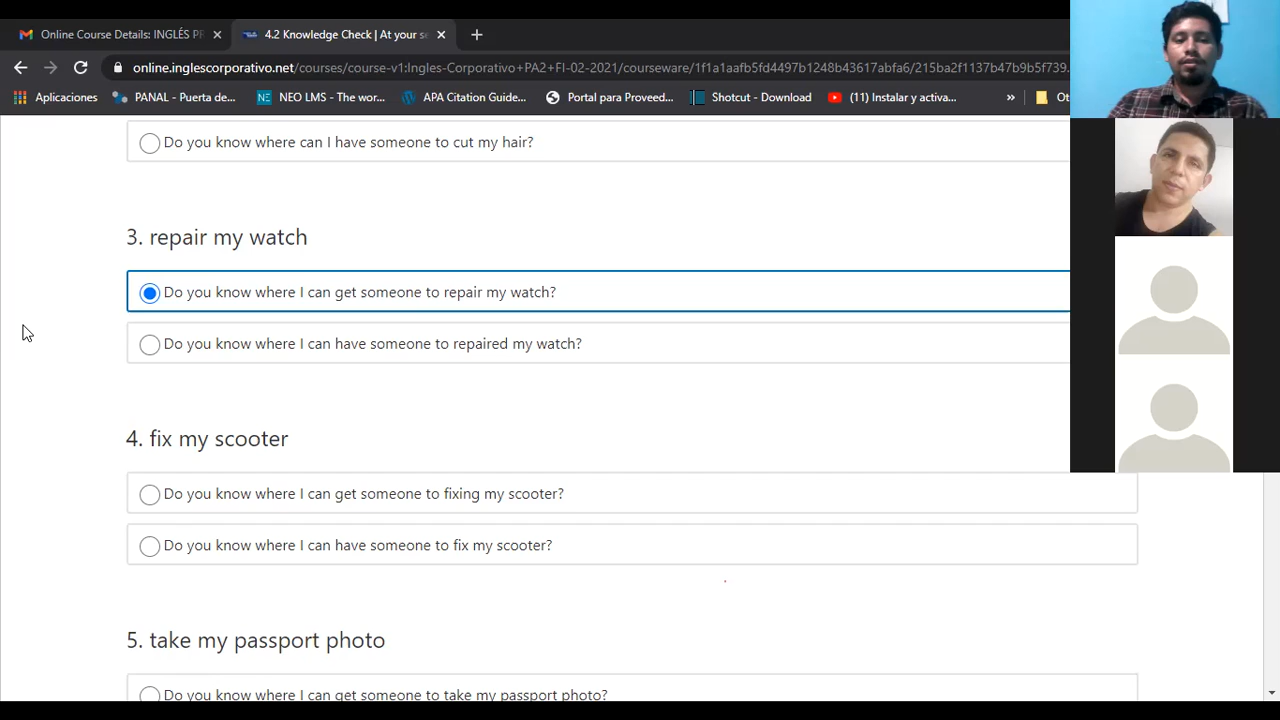 Online Course Details: INGLÉS PF
4.2 Knowledge Check | At your se
online.inglescorporativo.net/courses/course-v1:Ingles-Corporativo+PA2+FI-02-2021/courseware/1f1a1aafb5fd4497b1248b43617abfa6/215ba2f1137b47b9b5f739.
Aplicaciones
PANAL - Puerta de...
NEO LMS - The wor...
APA Citation Guide...
Portal para Proveed...
Shotcut - Download
(11) Instalar y activa...
»
Ot
Do you know where can I have someone to cut my hair?
3. repair my watch
Do you know where I can get someone to repair my watch?
Do you know where I can have someone to repaired my watch?
4. fix my scooter
Do you know where I can get someone to fixing my scooter?
Do you know where I can have someone to fix my scooter?
5. take my passport photo
Do you know where I can get someone to take my passport photo?